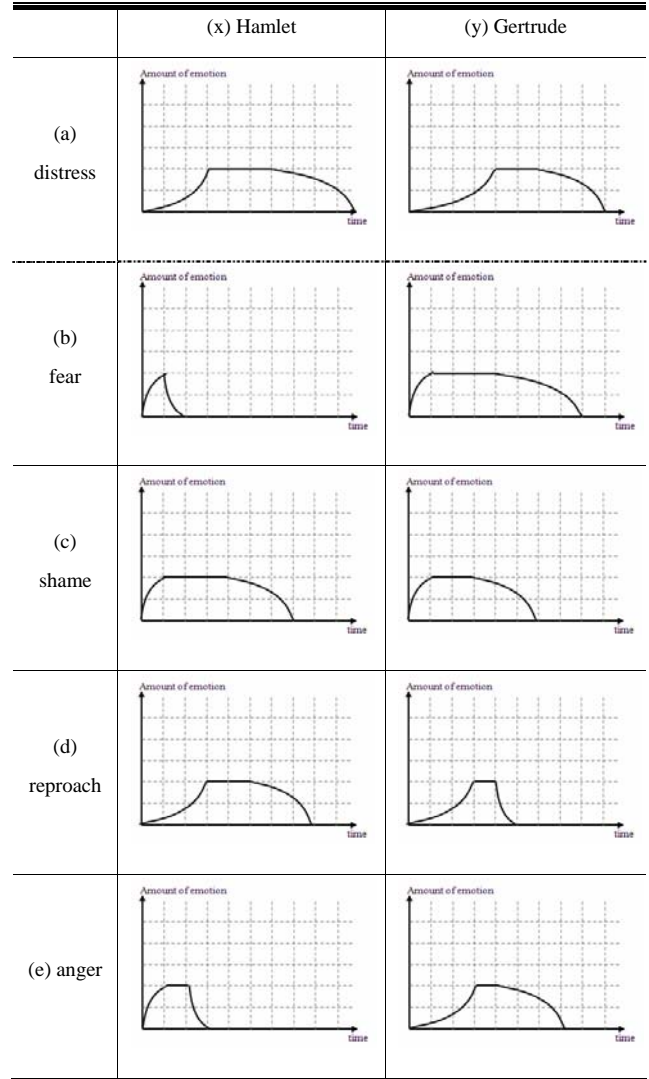 (x) Hamlet (y) Gertrude
Amount of emotion Amount of emotion
(a)
distress
time time
Amount of emotion Amount of emotion
(b)
fear
time time
Amount of emotion Amount of emotion
(c)
shame
time time
Amount of emotion Amount of emotion
(d)
reproach
time time
Amount of emotion Amount of emotion
(e) anger
time time